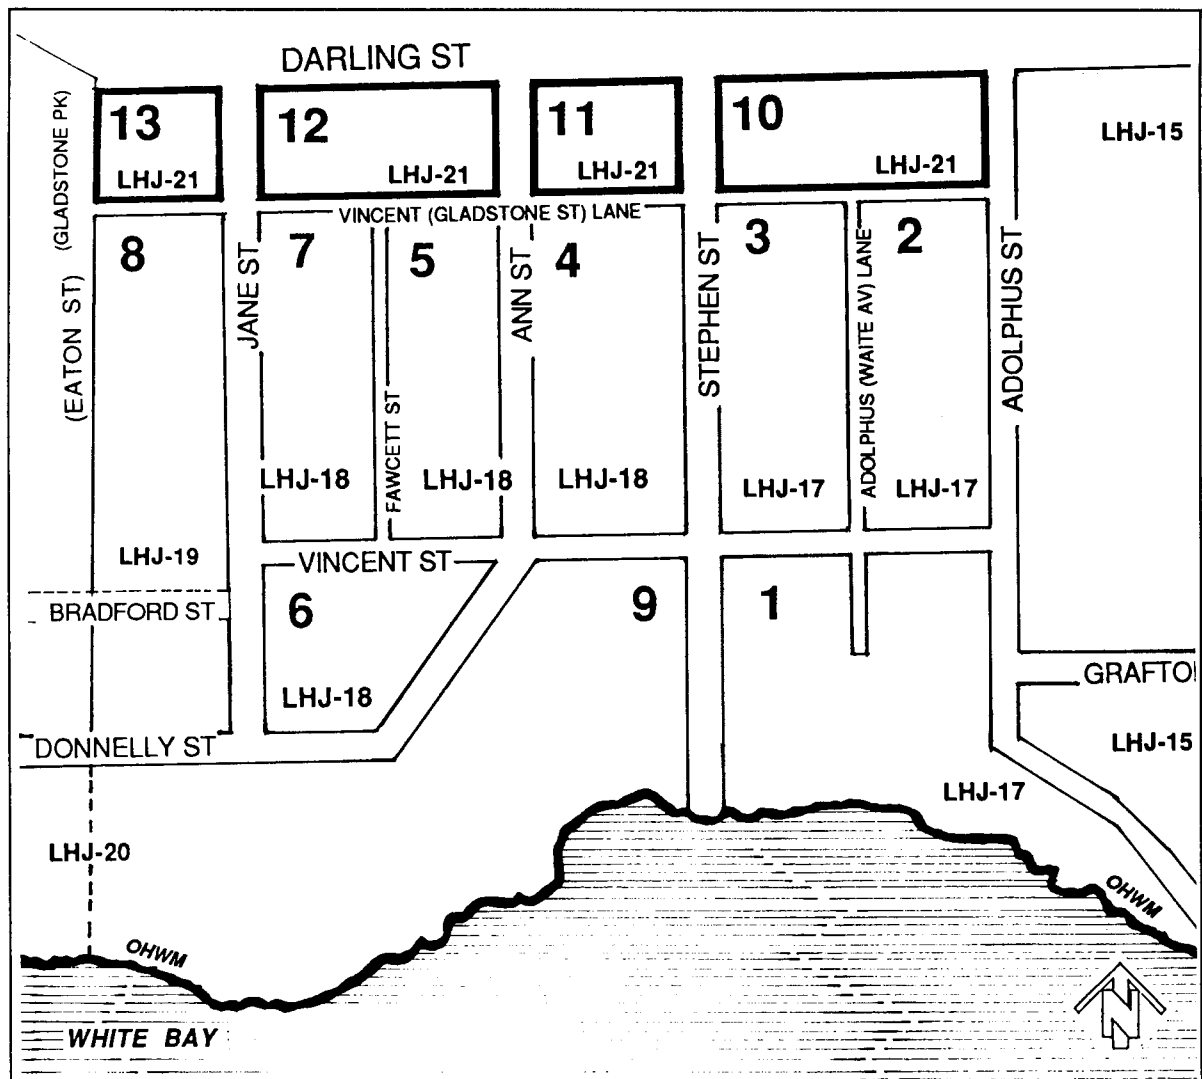 DARLING ST
13
12
11
10
LHJ-15
LHJ-21
LHJ-21
LHJ-21
LHJ-21
(GLADSTONE PK)
VINCENT (GLADSTONE ST) LANE
8
7
5
4
3
2
(EATON ST)
JANE ST
ANN ST
STEPHEN ST
ADOLPHUS (WAITE AV) LANE
ADOLPHUS ST
FAWCETT ST
LHJ-18
LHJ-18
LHJ-18
LHJ-17
LHJ-17
LHJ-19
VINCENT ST
BRADFORD ST
6
9
1
LHJ-18
GRAFTO
DONNELLY ST
LHJ-15
LHJ-17
LHJ-20
OHWM
OHWM
N
WHITE BAY